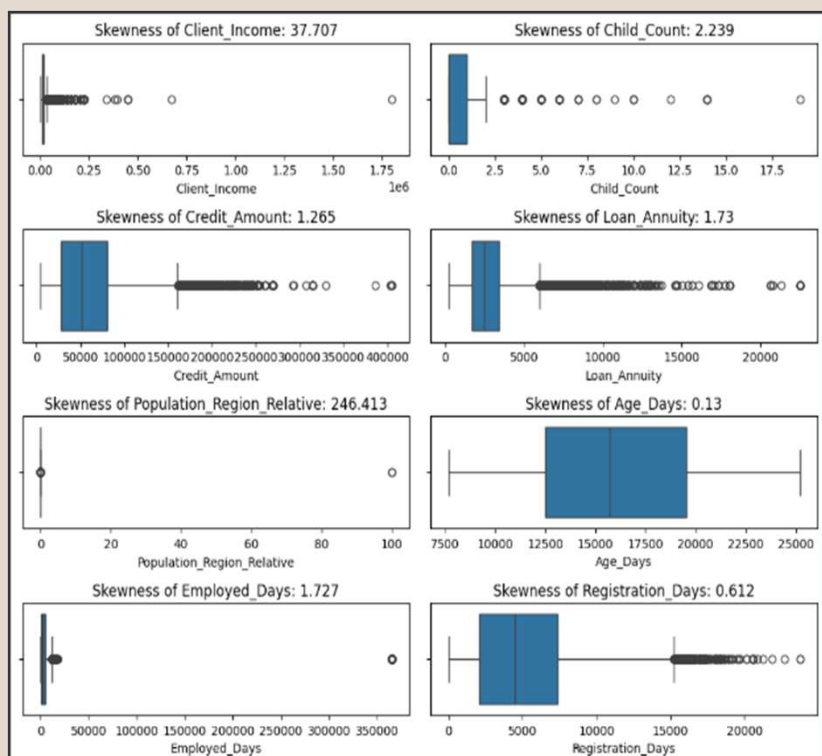 Skewness of Client_Income: 37.707
0.00 0.25 0.50 0.75 1.00 1.25 1.50 1.75
1e6
Client_Income
Skewness of Child_Count: 2.239
0.0 2.5 5.0 7.5 10.0 12.5 15.0 17.5
Child_Count
Skewness of Credit_Amount: 1.265
0 50000 100000 150000 200000 250000 300000 350000 400000
Credit_Amount
Skewness of Loan_Annuity: 1.73
0 5000 10000 15000 20000
Loan_Annuity
Skewness of Population_Region_Relative: 246.413
0 20 40 60 80 100
Population_Region_Relative
Skewness of Age_Days: 0.13
7500 10000 12500 15000 17500 20000 22500 25000
Age_Days
Skewness of Employed_Days: 1.727
0 50000 100000 150000 200000 250000 300000 350000
Employed_Days
Skewness of Registration_Days: 0.612
0 5000 10000 15000 20000
Registration_Days